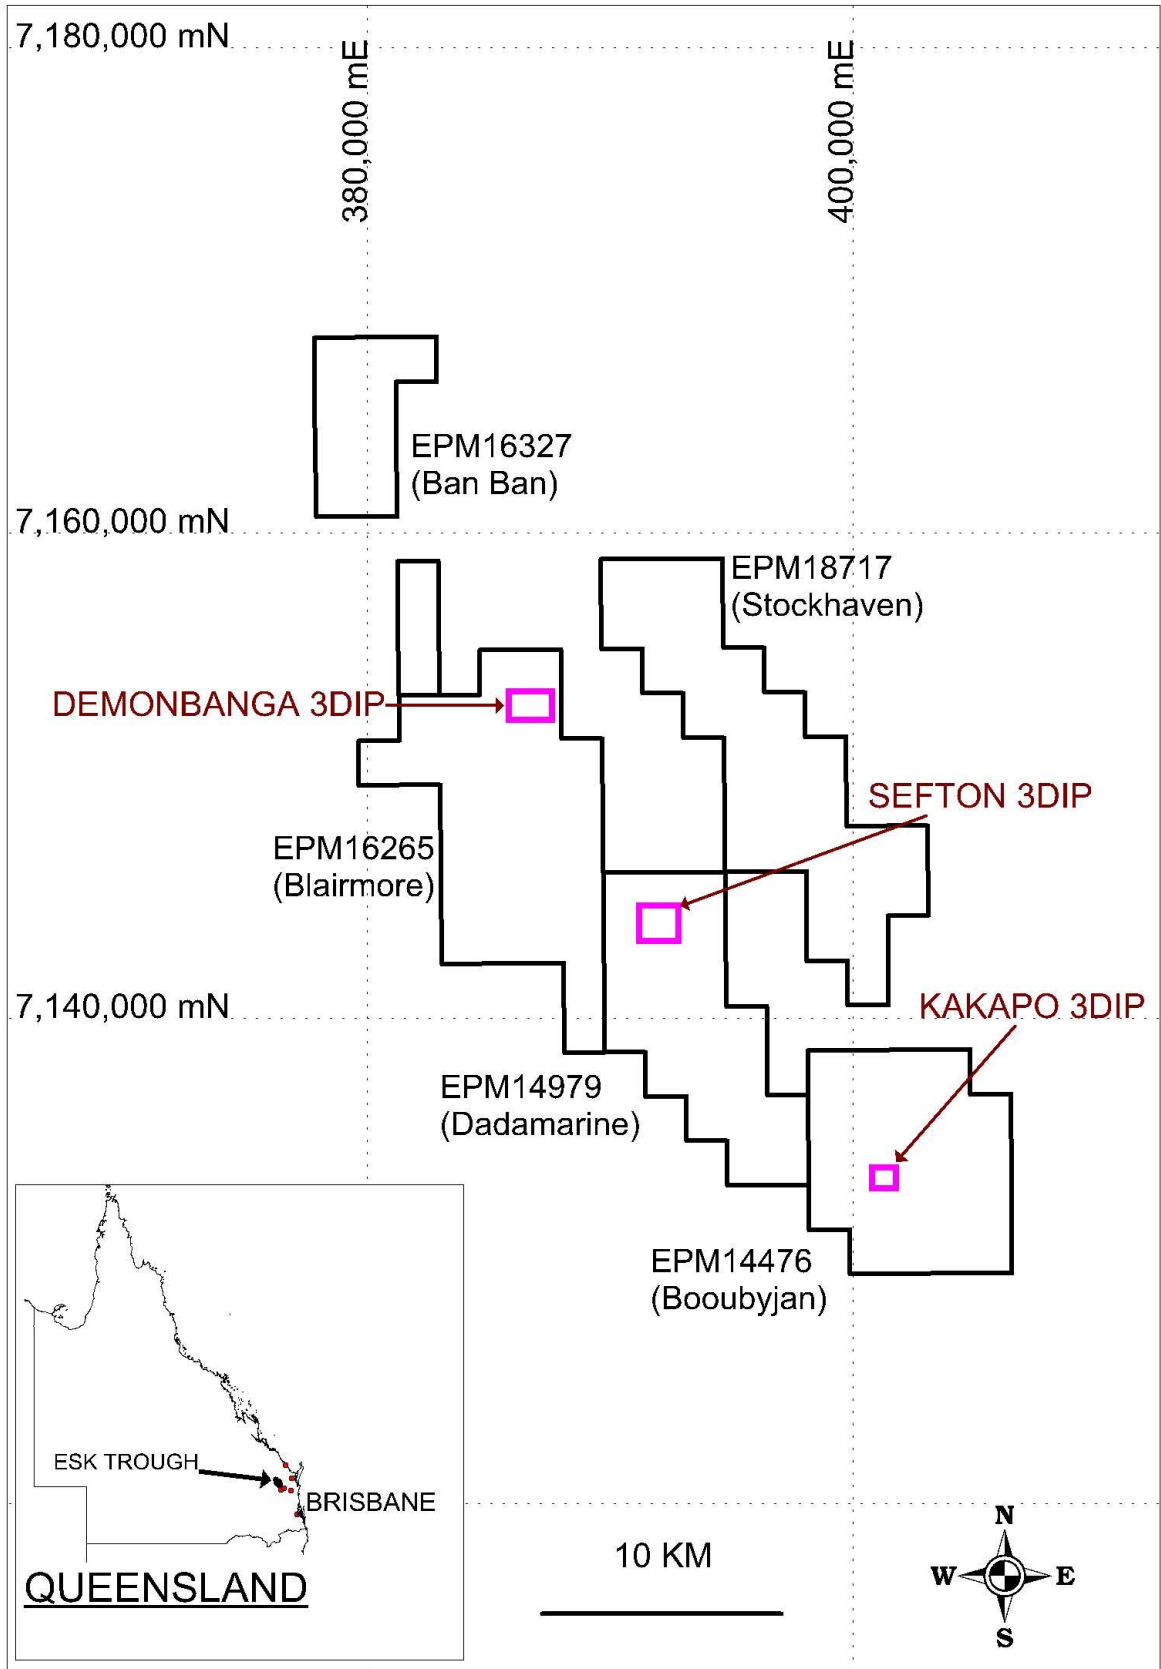 7,180,000 mN
380,000 mE
400,000 mE
EPM16327
(Ban Ban)
7,160,000 mN
EPM18717
(Stockhaven)
DEMONBANGA 3DIP
SEFTON 3DIP
EPM16265
(Blairmore)
7,140,000 mN
KAKAPO 3DIP
EPM14979
(Dadamarine)
EPM14476
(Booubyjan)
ESK TROUGH
BRISBANE
QUEENSLAND
10 KM
N
W
E
S